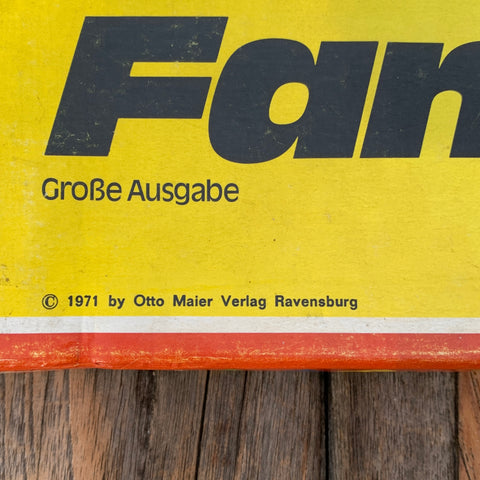 Fan
Große Ausgabe
© 1971 by Otto Maier Verlag Ravensburg